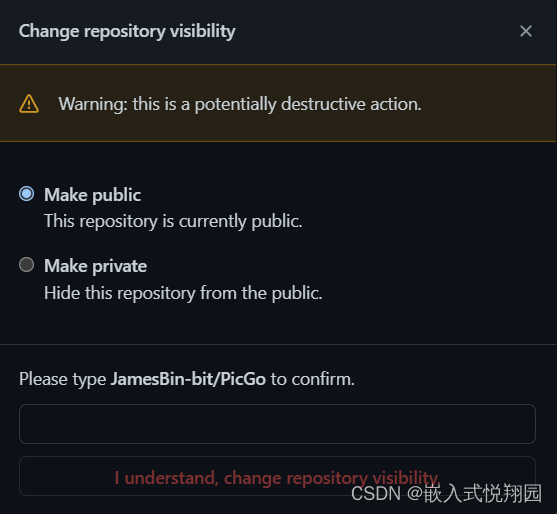 Change repository visibility
Warning: this is a potentially destructive action.
Make public
This repository is currently public.
Make private
Hide this repository from the public.
Please type JamesBin-bit/PicGo to confirm.
I understand, change repository visibility.
CSDN @嵌入式悦翔园